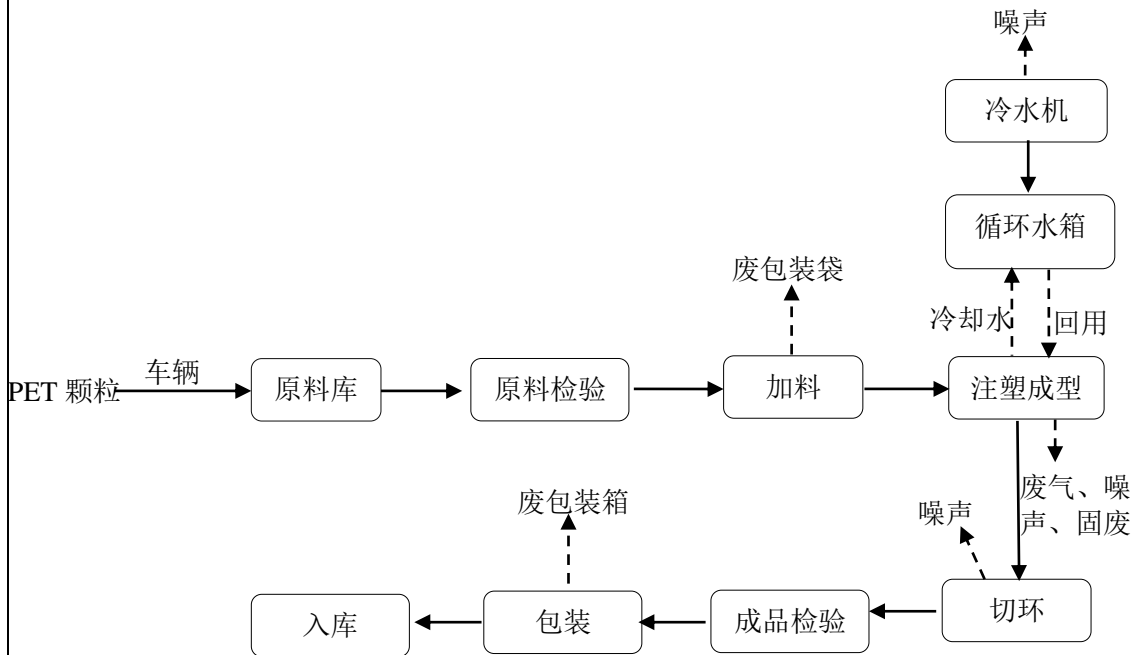 噪声
冷水机
循环水箱
废包装袋
冷却水
回用
PET 颗粒
车辆
原料库
原料检验
加料
注塑成型
废气、噪
声、固废
废包装箱
噪声
入库
包装
成品检验
切环